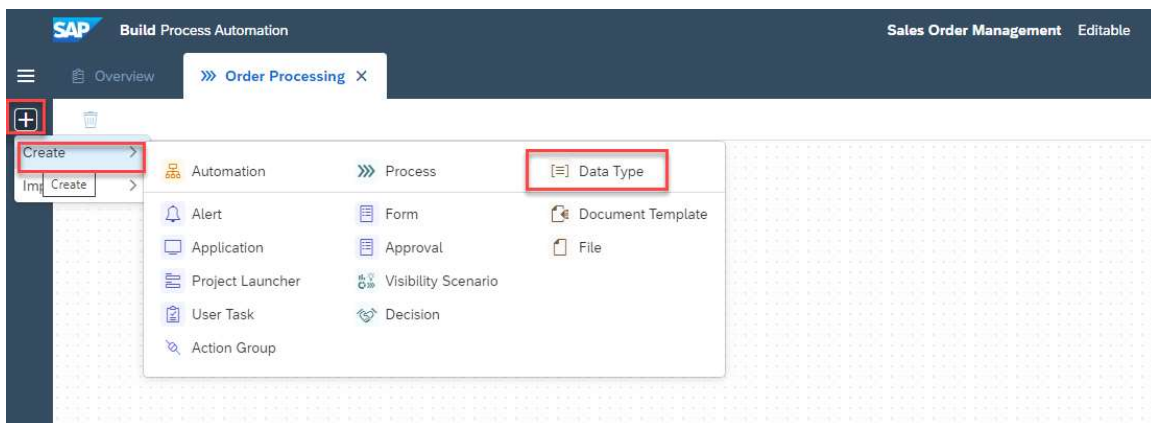 SAP Build Process Automation Sales Order Management Editable
Overview Order Processing X
Create
Automation Process Data Type
Imp Create
Alert Form Document Template
Application Approval File
Project Launcher Visibility Scenario
User Task Decision
Action Group